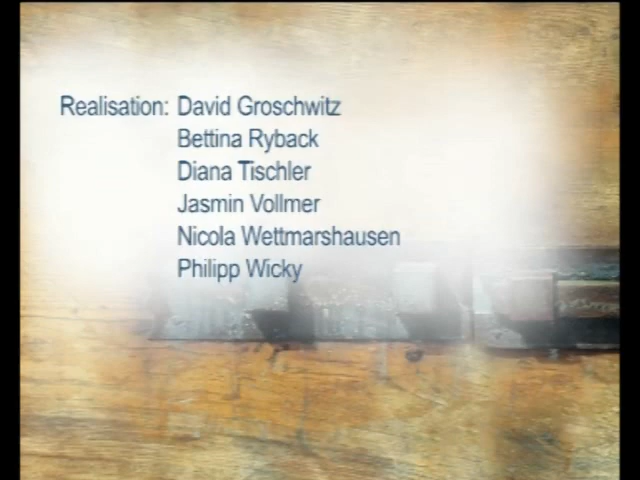 Realisation: David Groschwitz
Bettina Ryback
Diana Tischler
Jasmin Vollmer
Nicola Wettmarshausen
Philipp Wicky